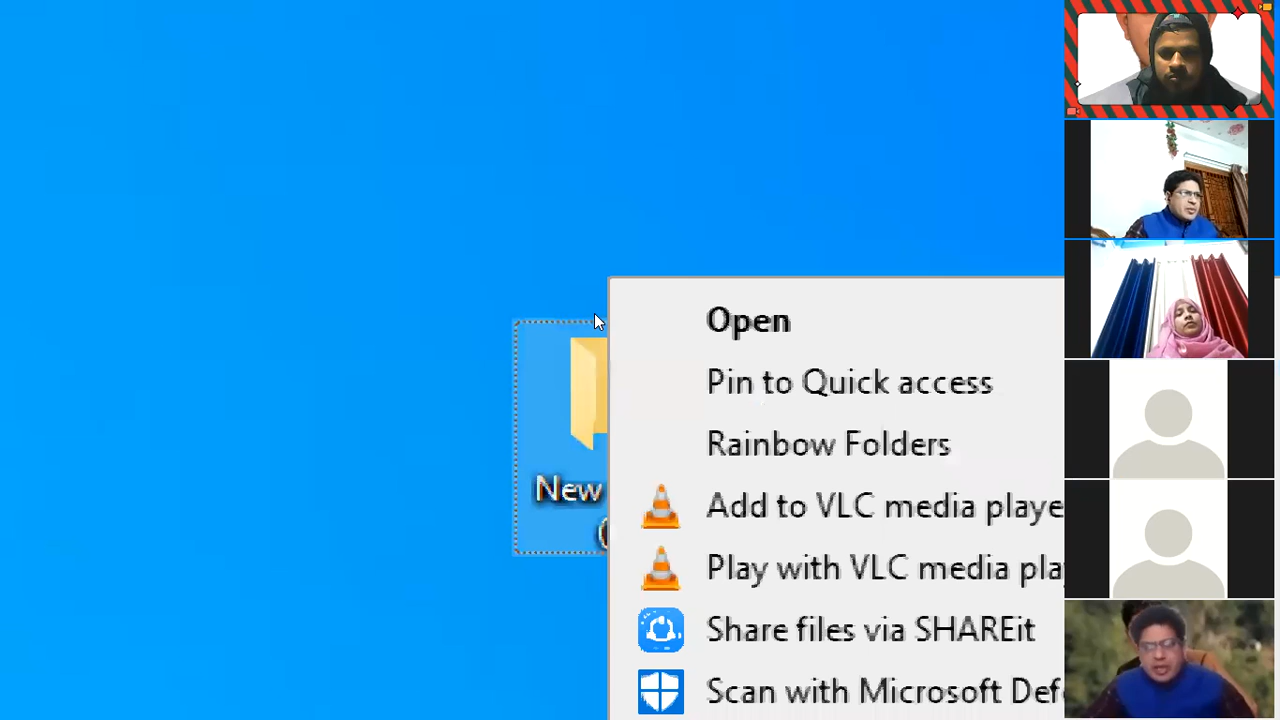 Open
Pin to Quick access
Rainbow Folders
New
Add to VLC media playe
Play with VLC media pla
Share files via SHAREit
Scan with Microsoft Def